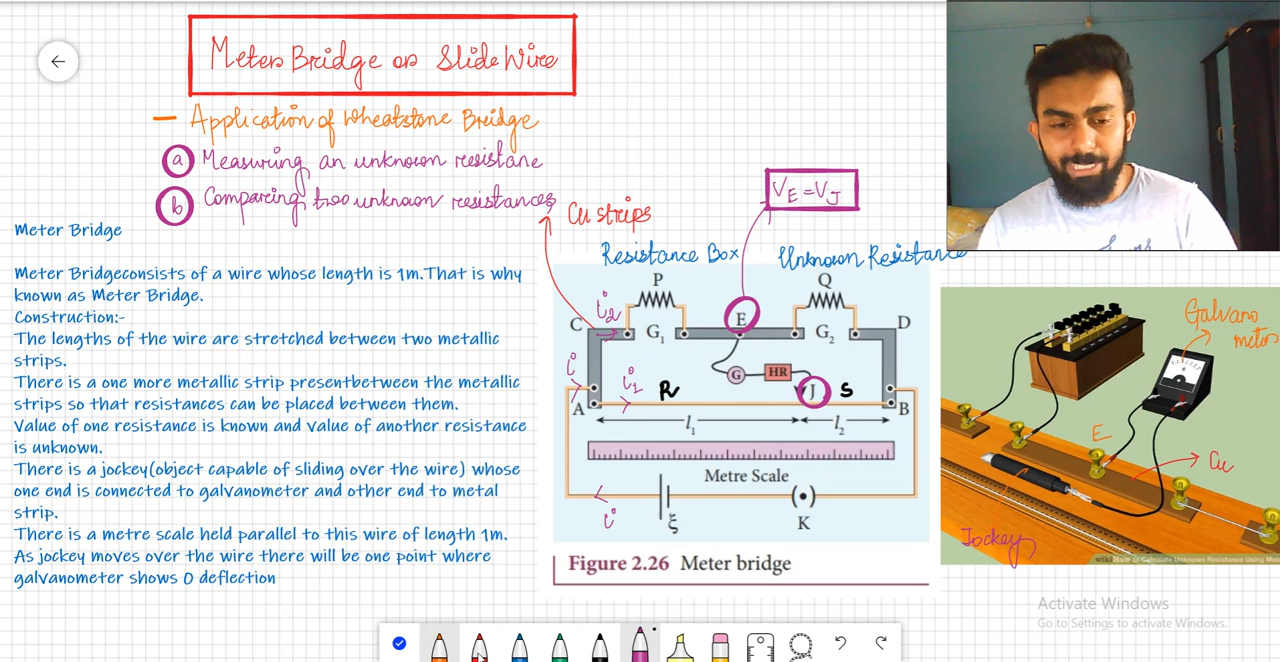 Meter Bridge or Slide Wire
– Application of Wheatstone Bridge
a Measuring an unknown resistane
b Comparing two unknown resistances
Meter Bridge
Meter Bridgeconsists of a wire whose length is 1m.That is why
known as Meter Bridge.
Construction:-
The lengths of the wire are stretched between two metallic
strips.
There is a one more metallic strip presentbetween the metallic
strips so that resistances can be placed between them.
Value of one resistance is known and value of another resistance
is unknown.
There is a jockey(object capable of sliding over the wire) whose
one end is connected to galvanometer and other end to metal
strip.
There is a metre scale held parallel to this wire of length 1m.
As jockey moves over the wire there will be one point where
galvanometer shows 0 deflection
V_E = V_J
Cu strips
Resistance Box
Unknown Resistance
P
Q
C
i₂
G₁
E
G₂
D
i
G
HR
J
A
i₁
R
S
B
l₁
l₂
Metre Scale
i
ξ
K
Figure 2.26 Meter bridge
Galvano
meter
E
Cu
Jockey
Activate Windows
Go to Settings to activate Windows.